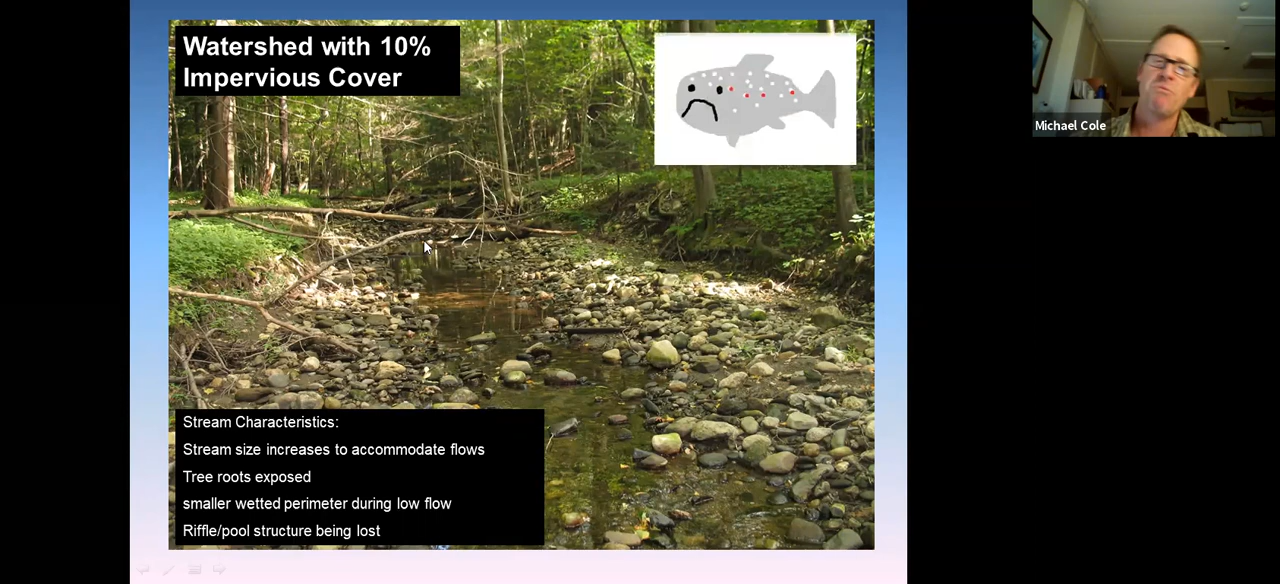 Watershed with 10%
Impervious Cover
Michael Cole
Stream Characteristics:
Stream size increases to accommodate flows
Tree roots exposed
smaller wetted perimeter during low flow
Riffle/pool structure being lost